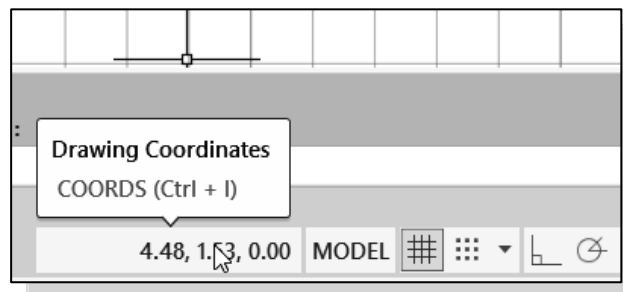 :
Drawing Coordinates
COORDS (Ctrl + I)
4.48, 0.00 MODEL